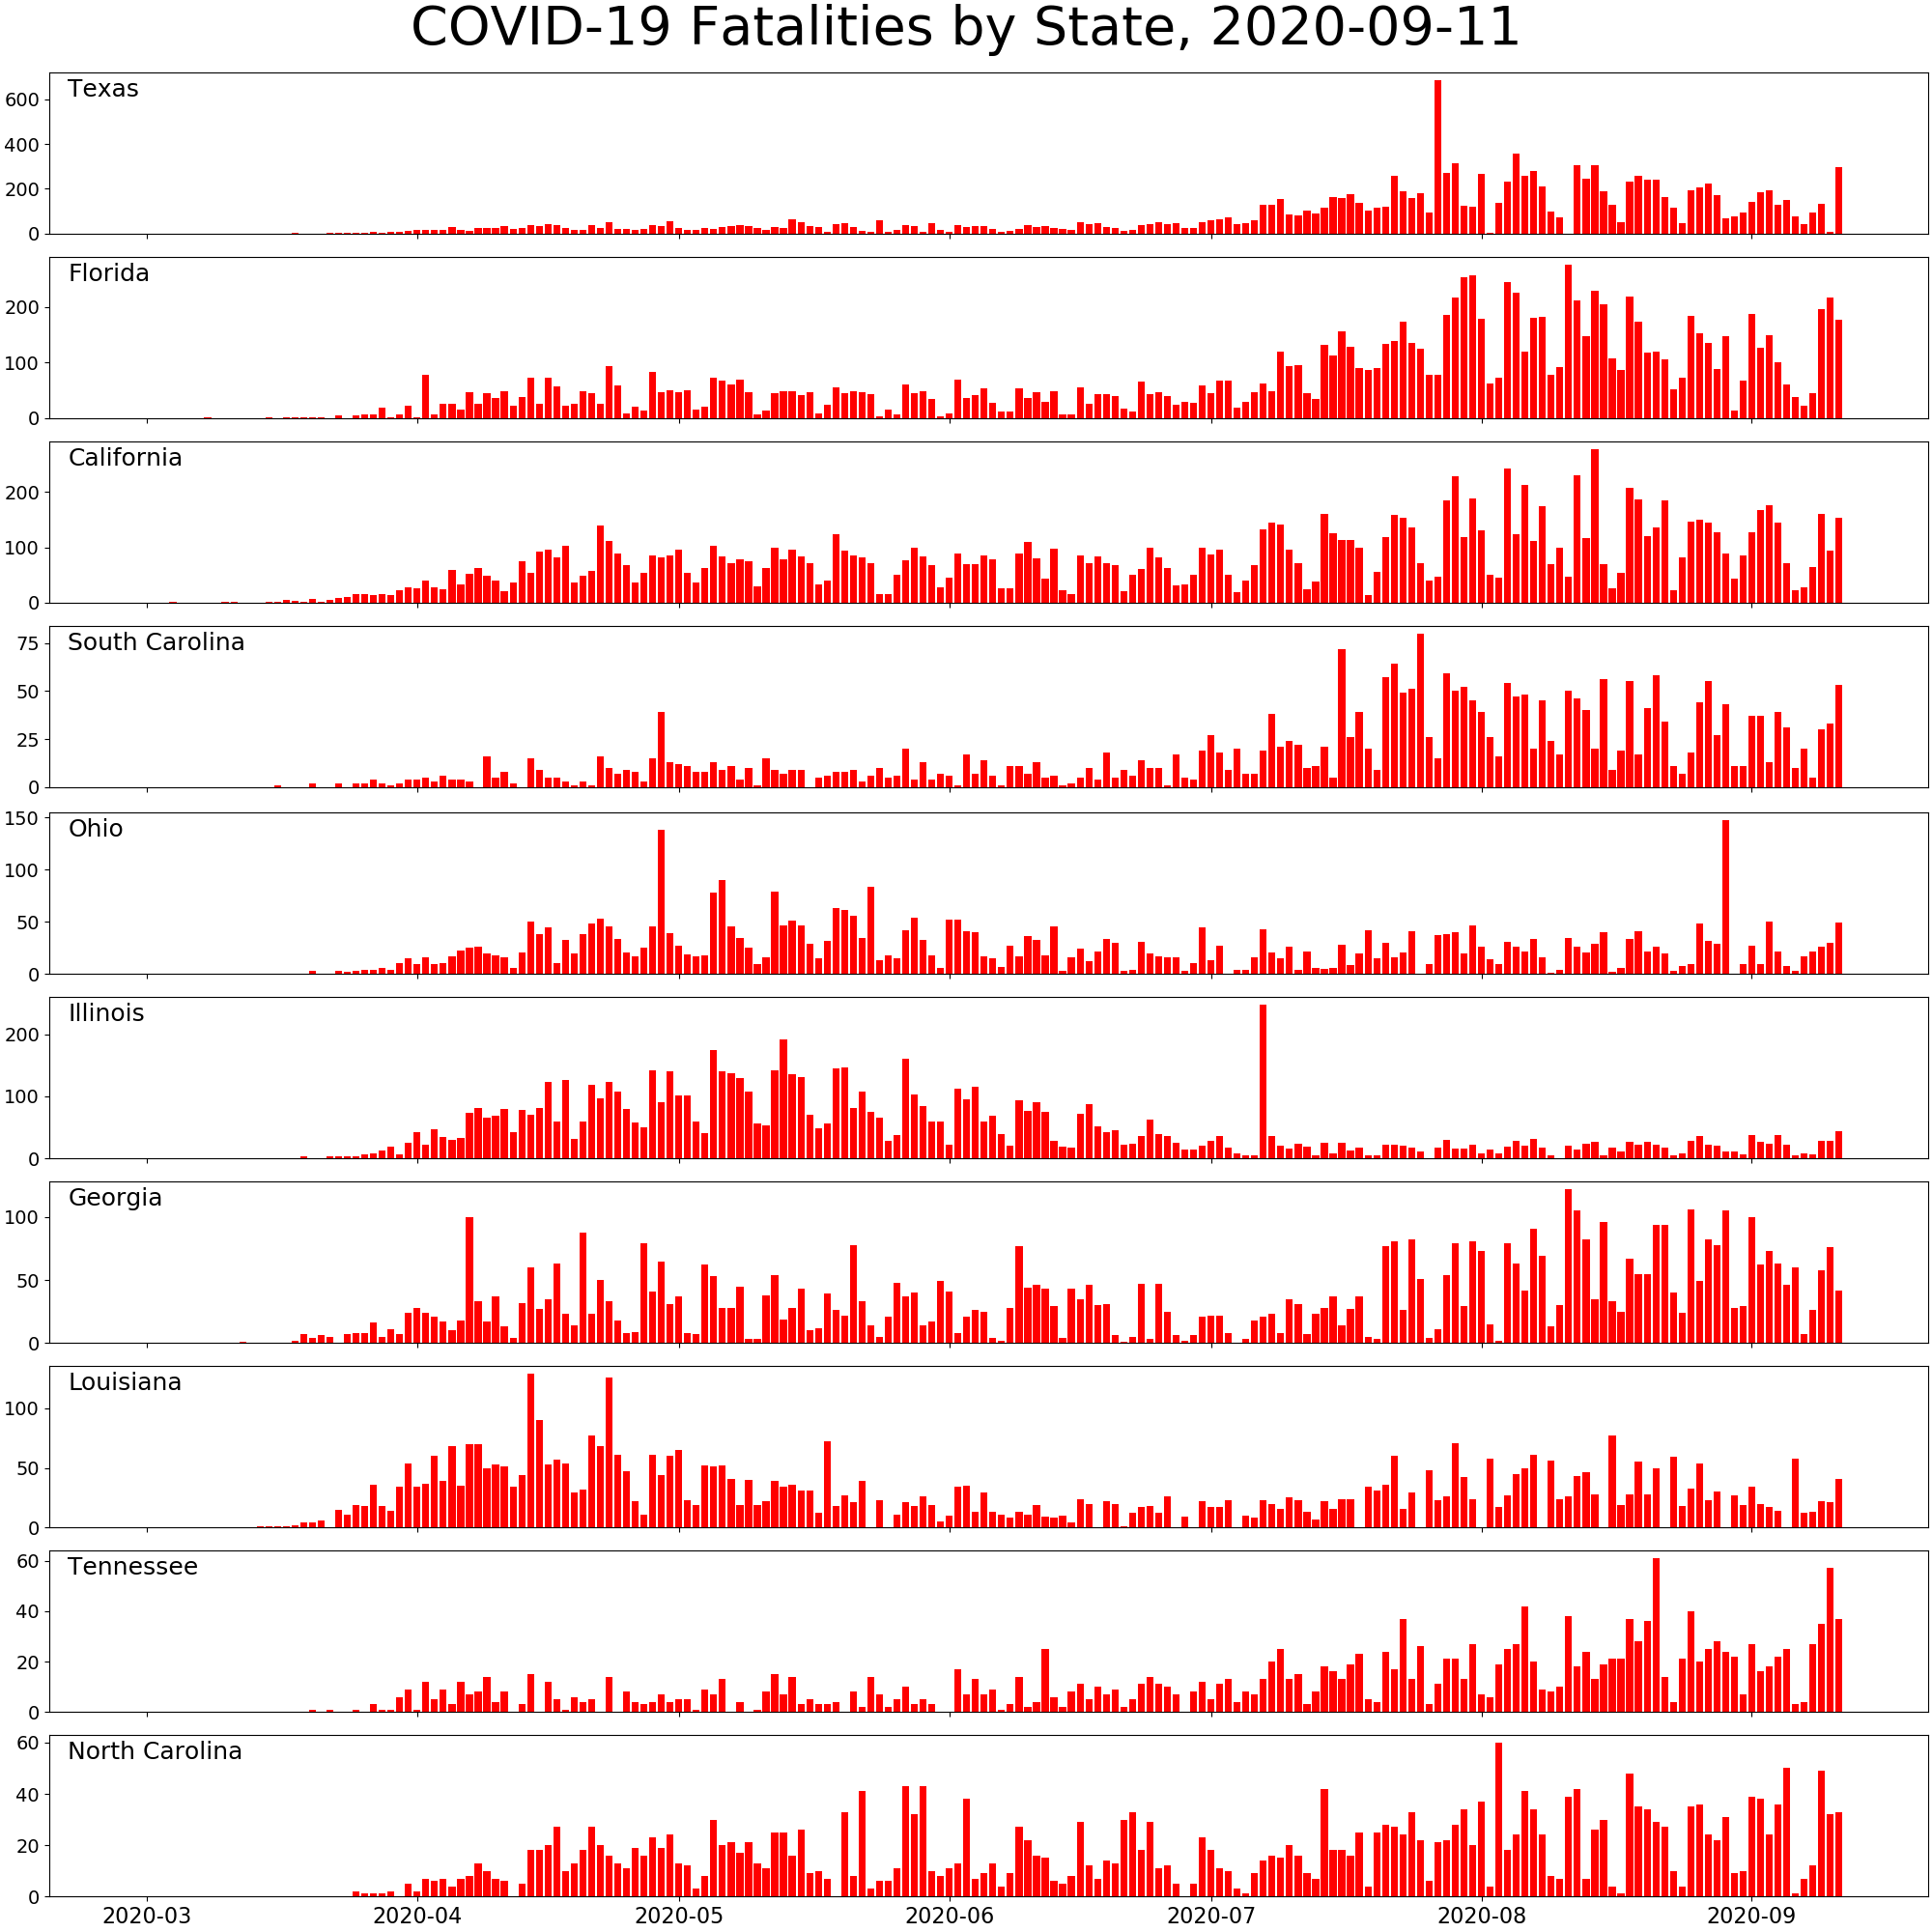 COVID-19 Fatalities by State, 2020-09-11
Texas
600
400
200
0
Florida
200
100
0
California
200
100
0
South Carolina
75
50
25
0
Ohio
150
100
50
0
Illinois
200
100
0
Georgia
100
50
0
Louisiana
100
50
0
Tennessee
60
40
20
0
North Carolina
60
40
20
0
2020-03 2020-04 2020-05 2020-06 2020-07 2020-08 2020-09